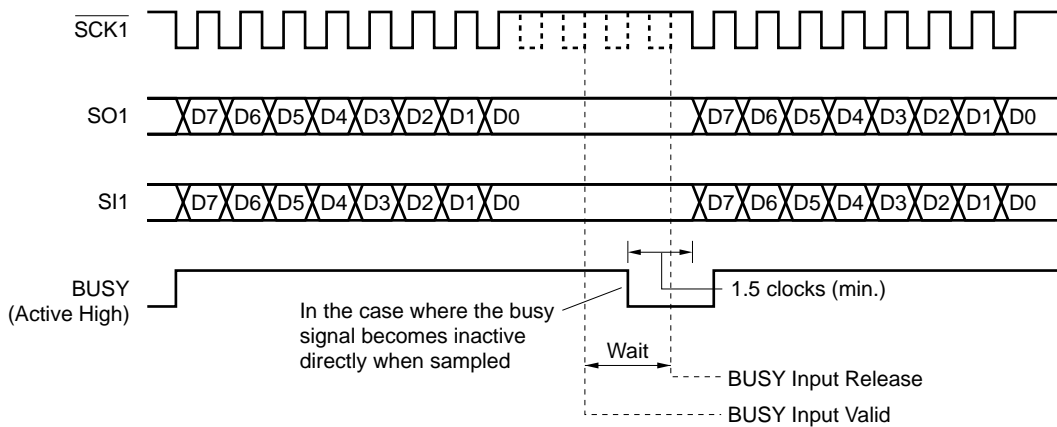 SCK1
SO1
D7 D6 D5 D4 D3 D2 D1 D0 D7 D6 D5 D4 D3 D2 D1 D0
SI1
D7 D6 D5 D4 D3 D2 D1 D0 D7 D6 D5 D4 D3 D2 D1 D0
BUSY
(Active High)
1.5 clocks (min.)
In the case where the busy
signal becomes inactive
directly when sampled
Wait
BUSY Input Release
BUSY Input Valid